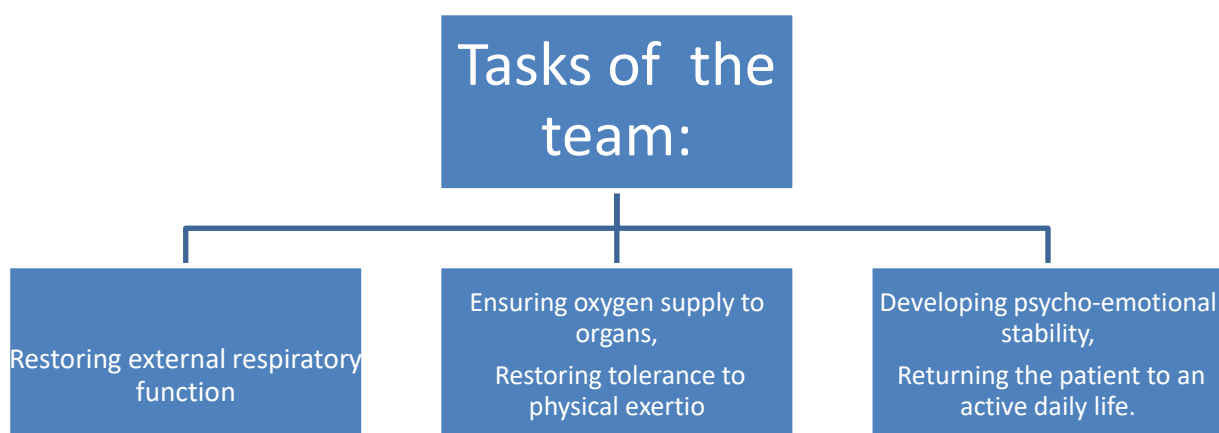 Tasks of the
team:
Restoring external respiratory
function
Ensuring oxygen supply to
organs,
Restoring tolerance to
physical exertio
Developing psycho-emotional
stability,
Returning the patient to an
active daily life.